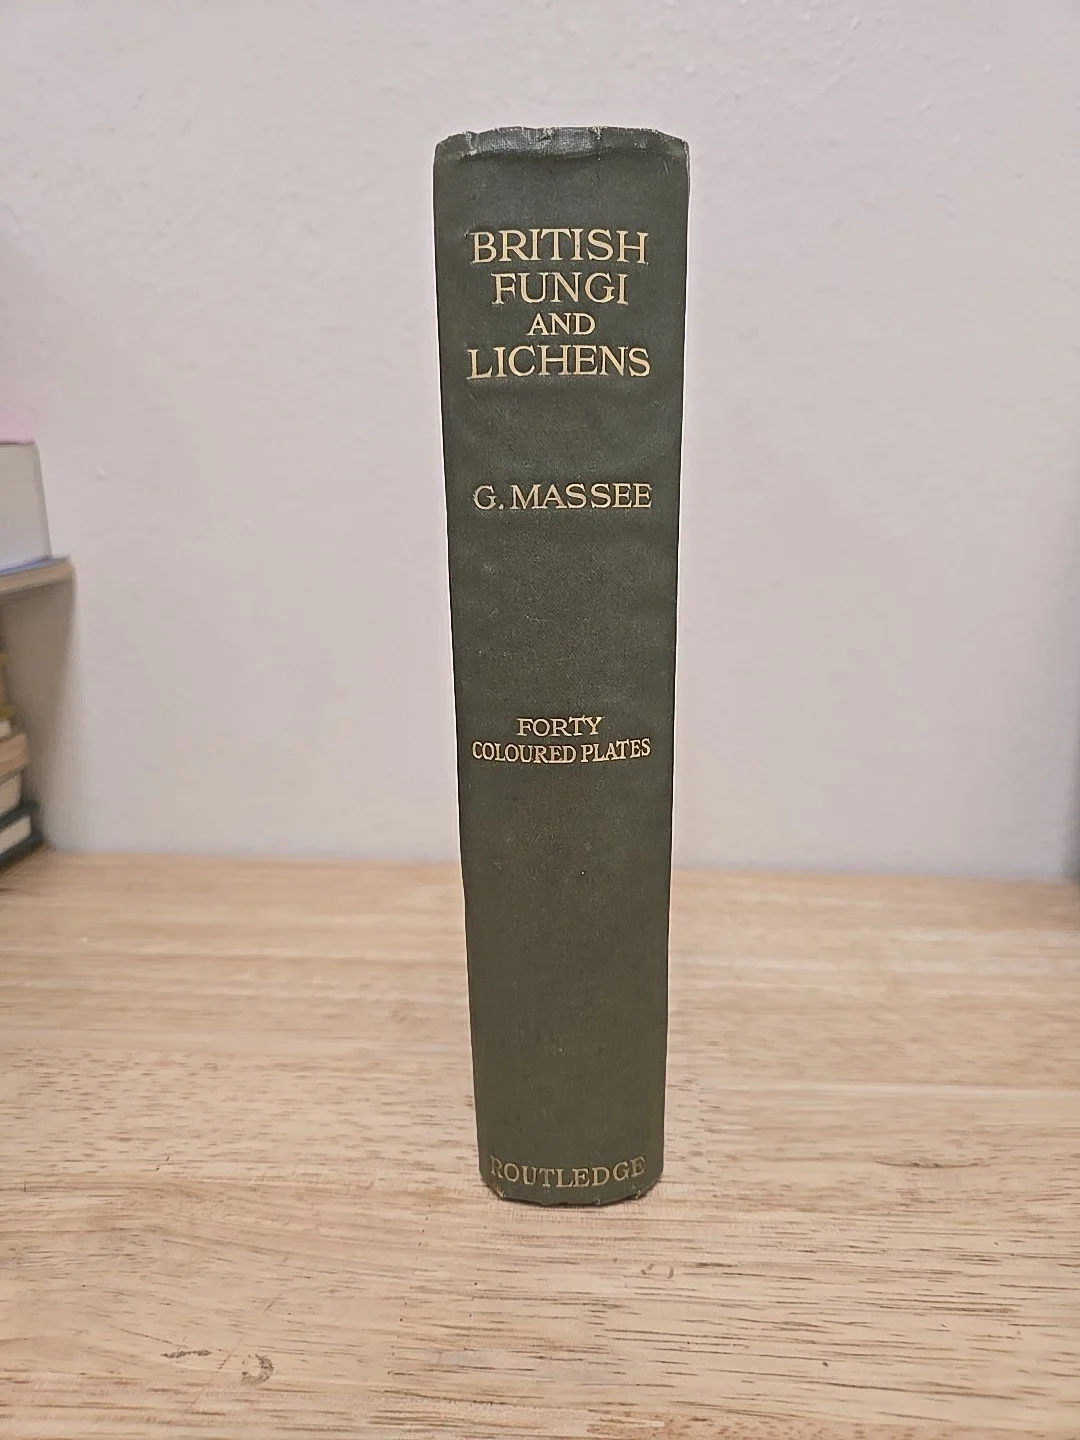 BRITISH
FUNGI
AND
LICHENS
G. MASSEE
FORTY
COLOURED PLATES
ROUTLEDGE